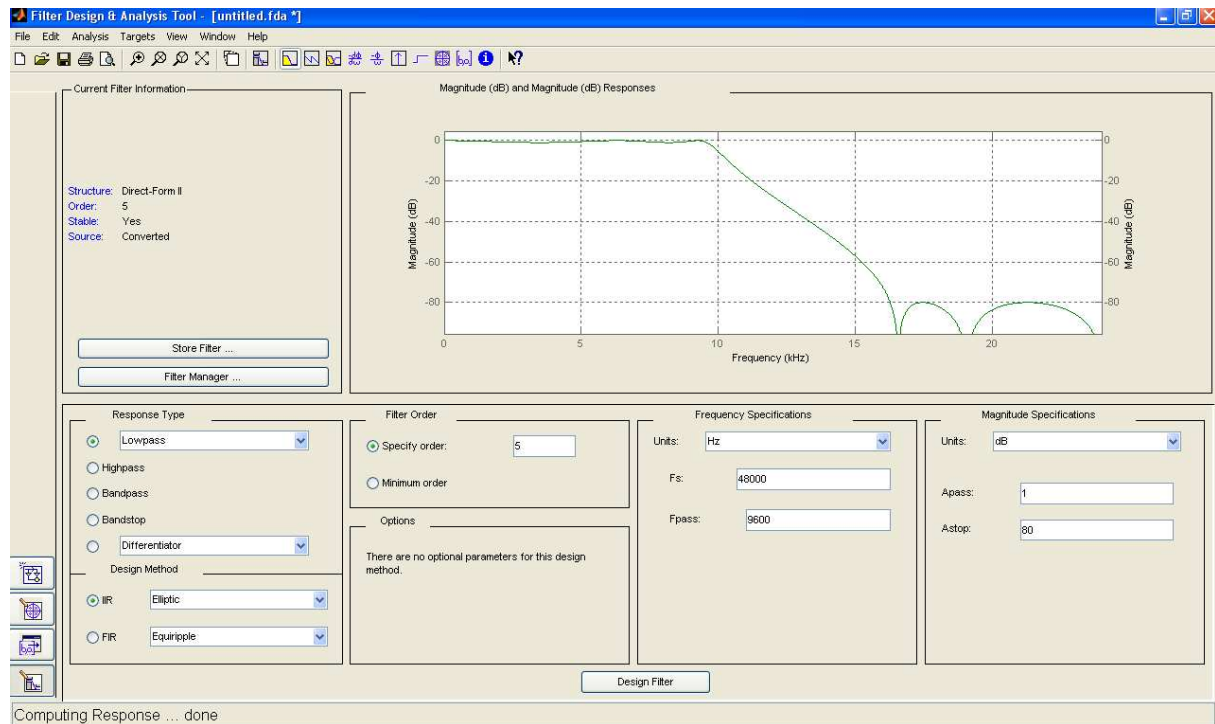 Filter Design & Analysis Tool - [untitled.fda *]
File Edit Analysis Targets View Window Help
Current Filter Information
Structure: Direct-Form II
Order: 5
Stable: Yes
Source: Converted
Store Filter ...
Filter Manager ...
Magnitude (dB) and Magnitude (dB) Responses
0
-20
-40
-60
-80
Magnitude (dB)
0
-20
-40
-60
-80
Magnitude (dB)
0 5 10 15 20
Frequency (kHz)
Response Type
Lowpass
Highpass
Bandpass
Bandstop
Differentiator
Design Method
IIR Elliptic
FIR Equiripple
Filter Order
Specify order: 5
Minimum order
Options
There are no optional parameters for this design
method.
Frequency Specifications
Units: Hz
Fs: 48000
Fpass: 9600
Magnitude Specifications
Units: dB
Apass: 1
Astop: 80
Design Filter
Computing Response ... done